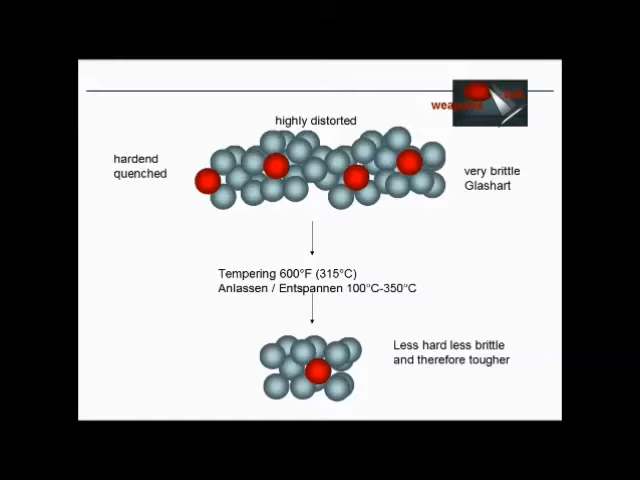 highly distorted
hardend
quenched
very brittle
Glashart
Tempering 600°F (315°C)
Anlassen / Entspannen 100°C-350°C
Less hard less brittle
and therefore tougher